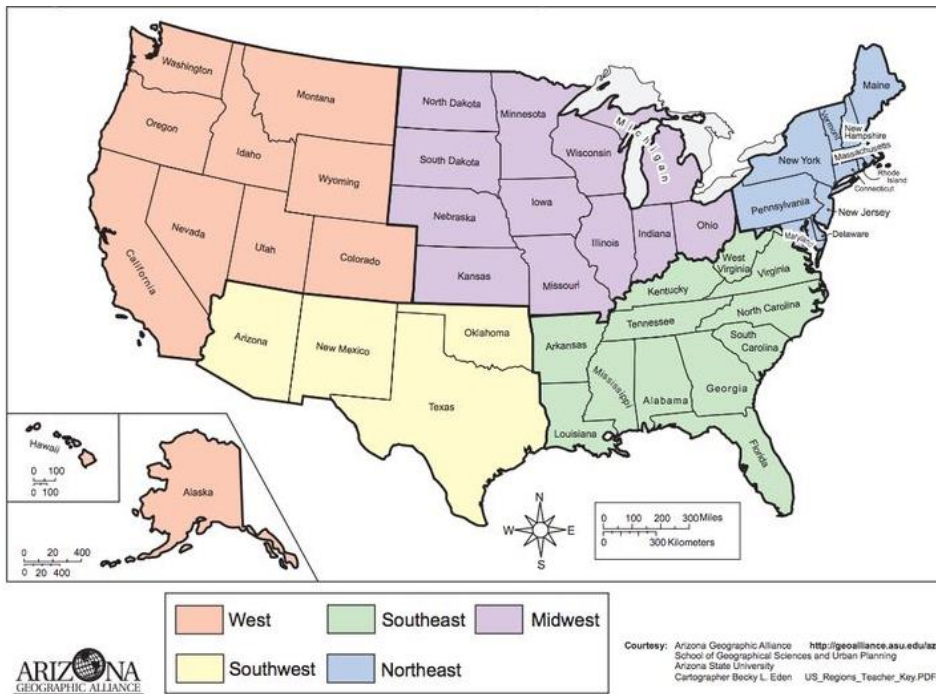 Washington
Montana
Oregon
Idaho
Wyoming
Nevada
Utah
Colorado
California
North Dakota
Minnesota
South Dakota
Wisconsin
Michigan
Nebraska
Iowa
Illinois
Indiana
Ohio
Kansas
Missouri
Maine
Vermont
New
Hampshire
Massachusetts
New York
Rhode
Island
Connecticut
Pennsylvania
New Jersey
Maryland
Delaware
West
Virginia
Virginia
Kentucky
North Carolina
Tennessee
South
Carolina
Arkansas
Mississippi
Alabama
Georgia
Louisiana
Florida
Arizona
New Mexico
Oklahoma
Texas
Hawaii
0 100
0 100
Alaska
0 200 400
0 20 400
N
W E
S
0 100 200 300 Miles
0 300 Kilometers
West
Southeast
Midwest
Southwest
Northeast
ARIZONA
GEOGRAPHIC ALLIANCE
Courtesy: Arizona Geographic Alliance http://geoalliance.asu.edu/az
School of Geographical Sciences and Urban Planning
Arizona State University
Cartographer Becky L. Eden US_Regions_Teacher_Key.PDF